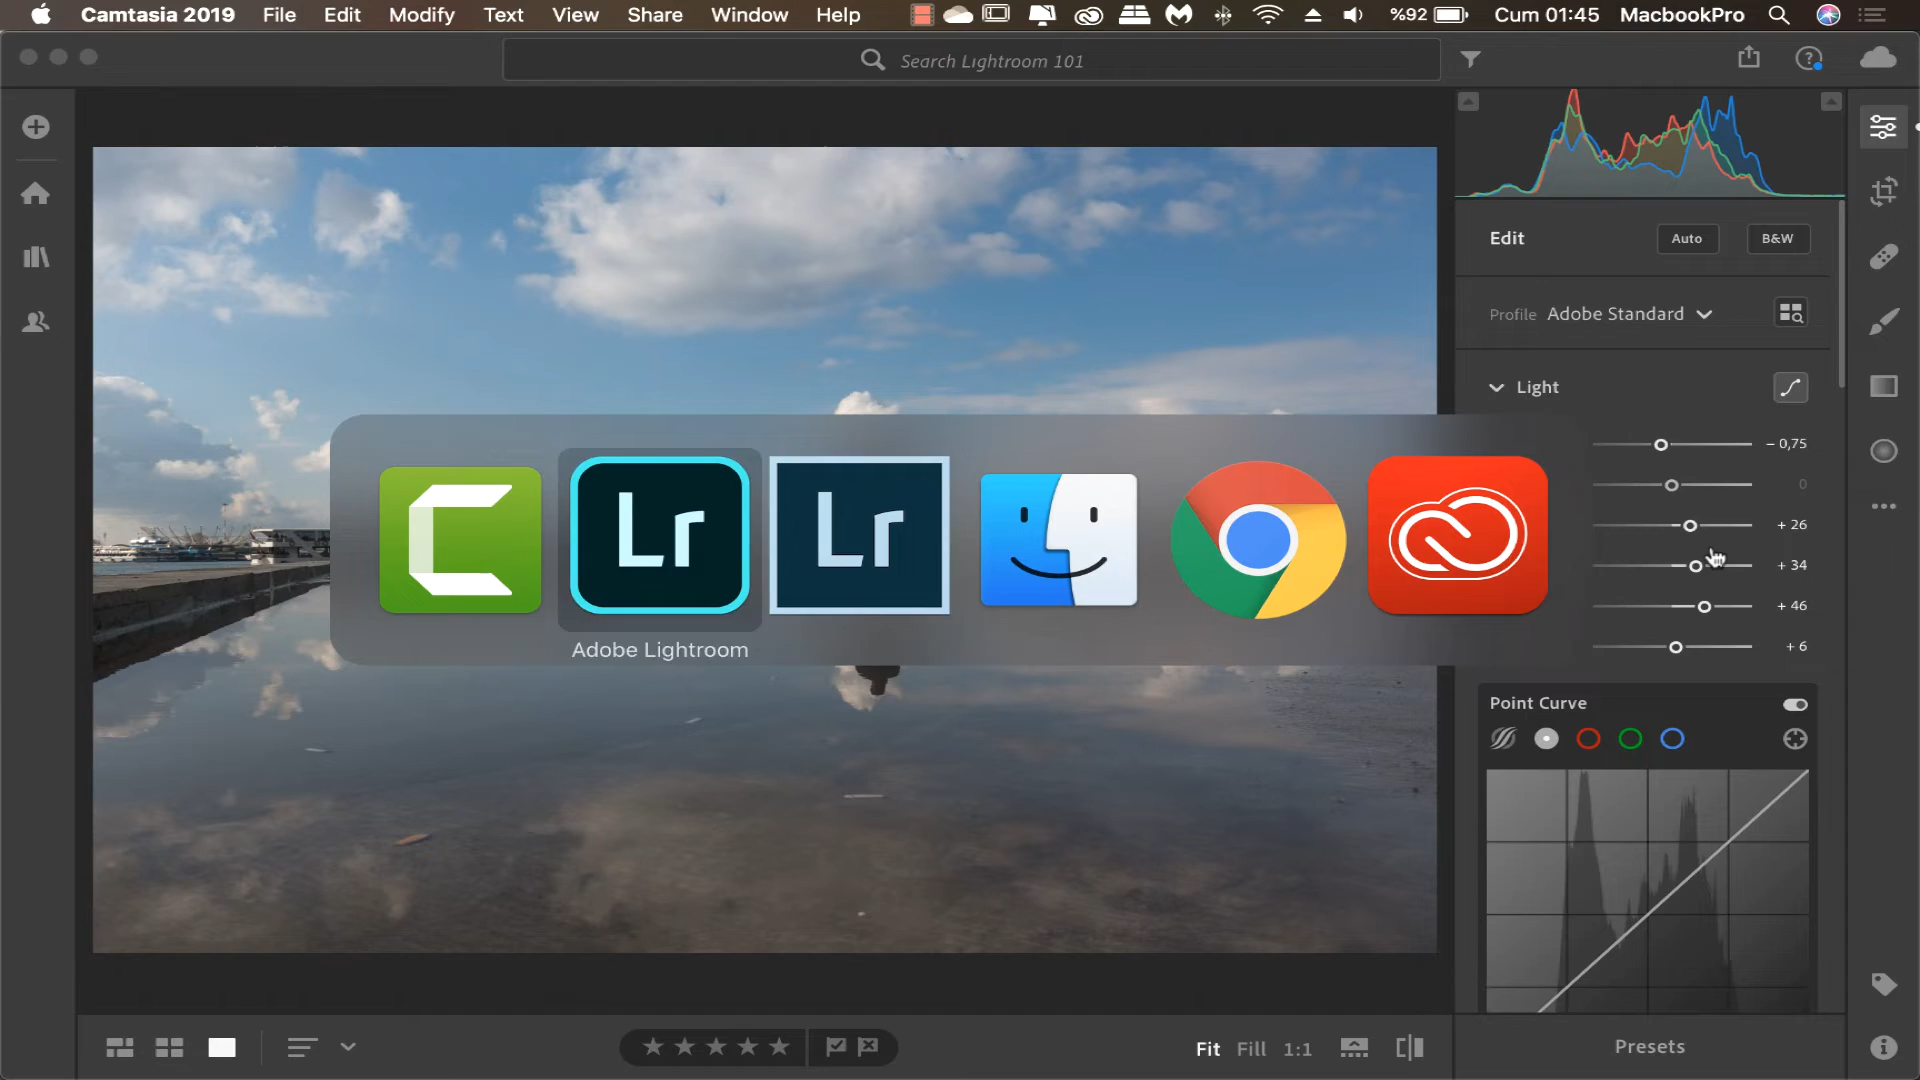 Camtasia 2019 File Edit Modify Text View Share Window Help %92 Cum 01:45 MacbookPro
Search Lightroom 101
Edit Auto B&W
Profile Adobe Standard
Light
− 0,75
0
+ 26
+ 34
+ 46
+ 6
Lr Lr
Adobe Lightroom
Point Curve
Fit Fill 1:1
Presets